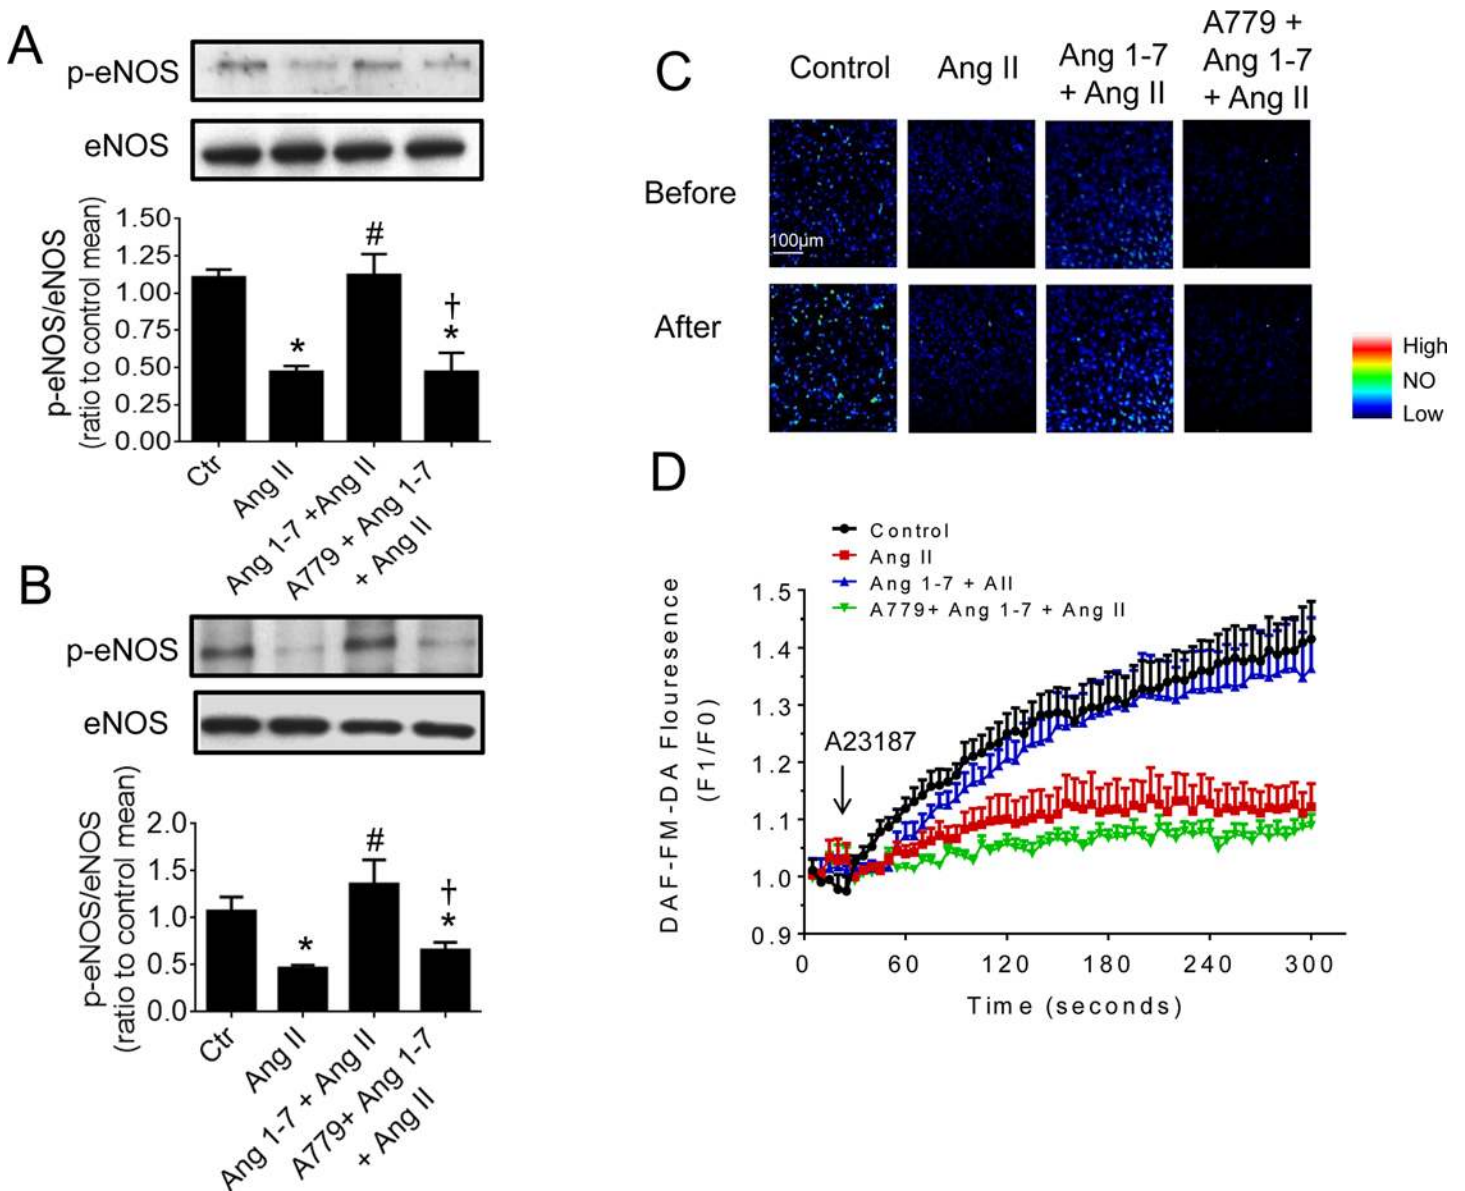 A
p-eNOS
eNOS
p-eNOS/eNOS
(ratio to control mean)
1.50
1.25
1.00
0.75
0.50
0.25
0.00
*
#
†
*
Ctr
Ang II
Ang 1-7 +Ang II
A779 + Ang 1-7
+ Ang II
B
p-eNOS
eNOS
p-eNOS/eNOS
(ratio to control mean)
2.0
1.5
1.0
0.5
0.0
*
#
†
*
Ctr
Ang II
Ang 1-7 + Ang II
A779+ Ang 1-7
+ Ang II
C
Control
Ang II
Ang 1-7
+ Ang II
A779 +
Ang 1-7
+ Ang II
Before
100µm
After
High
NO
Low
D
Control
Ang II
Ang 1-7 + AII
A779+ Ang 1-7 + Ang II
DAF-FM-DA Flouresence
(F1/F0)
1.5
1.4
1.3
1.2
1.1
1.0
0.9
A23187
0 60 120 180 240 300
Time (seconds)